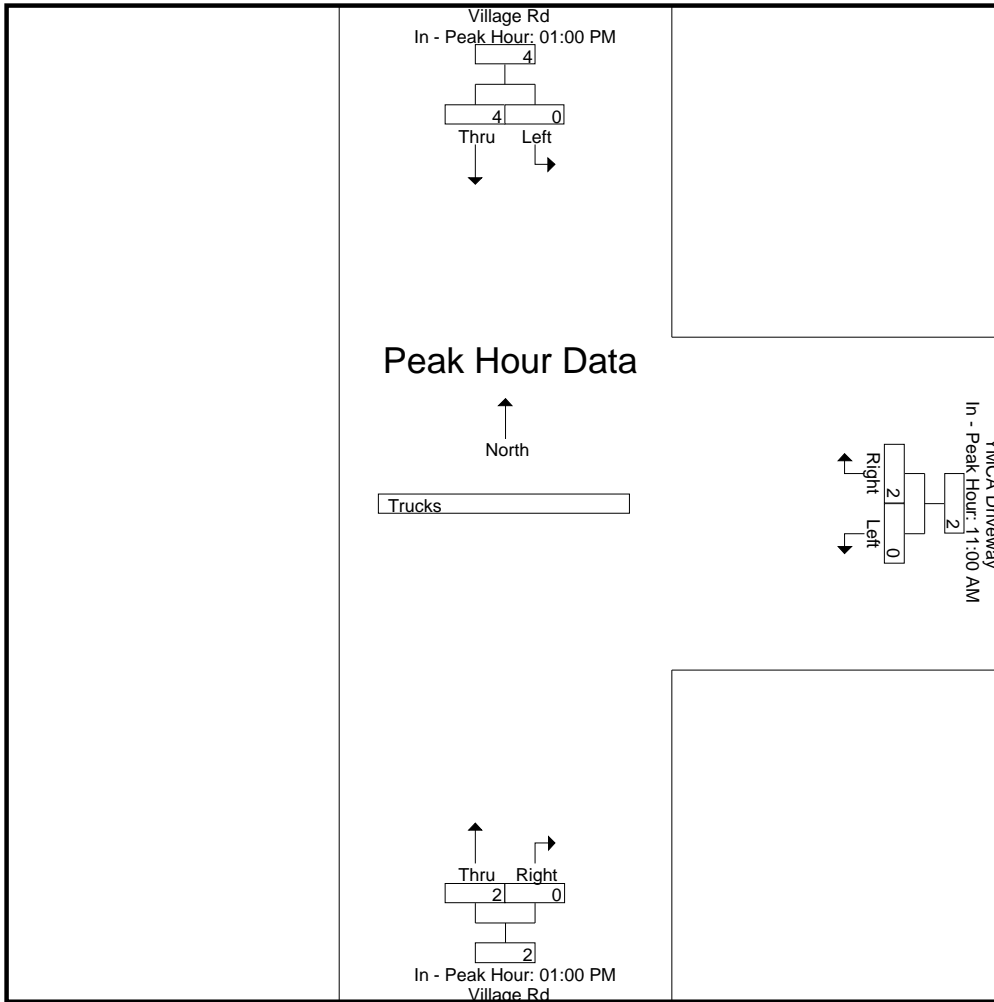 Village Rd
In - Peak Hour: 01:00 PM
4
4 0
Thru Left
Peak Hour Data
North
Trucks
YMCA Driveway
In - Peak Hour: 11:00 AM
2
Right Left
2 0
Thru Right
2 0
2
In - Peak Hour: 01:00 PM
Village Rd